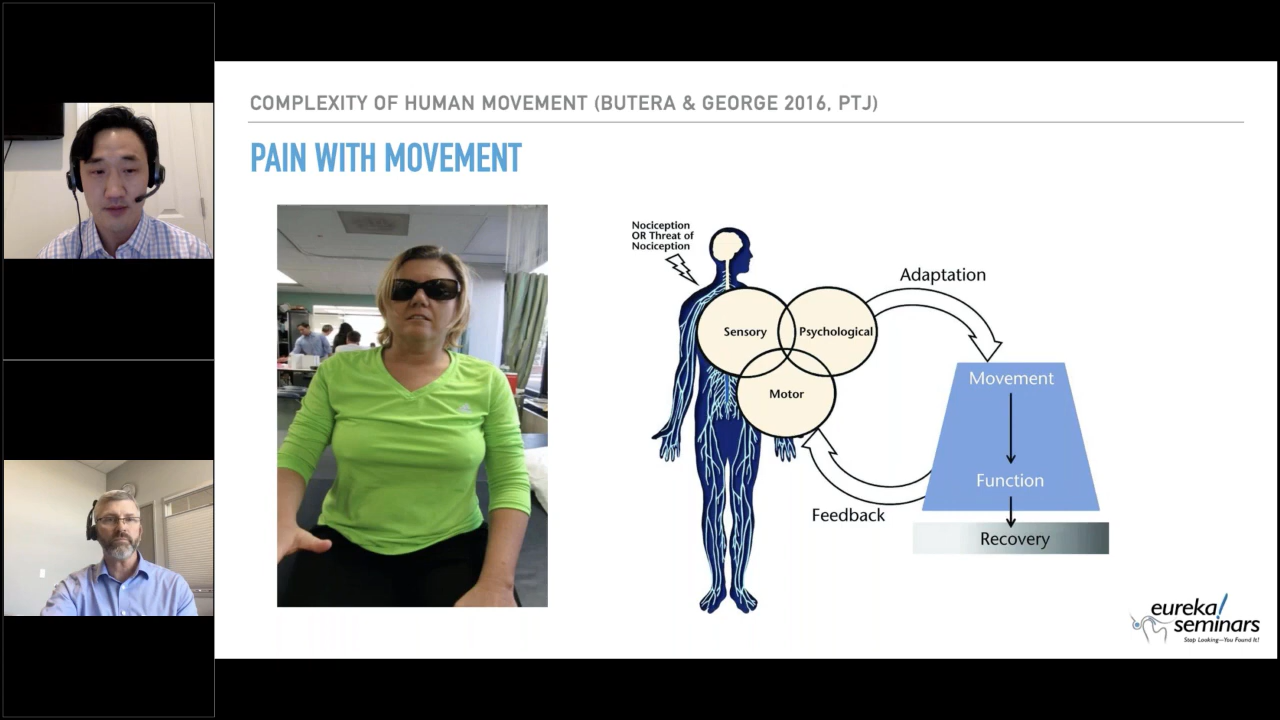 COMPLEXITY OF HUMAN MOVEMENT (BUTERA & GEORGE 2016, PTJ)
PAIN WITH MOVEMENT
Nociception
OR Threat of
Nociception
Sensory
Psychological
Motor
Adaptation
Movement
Function
Feedback
Recovery
eureka!
seminars
Stop Looking—You Found It!